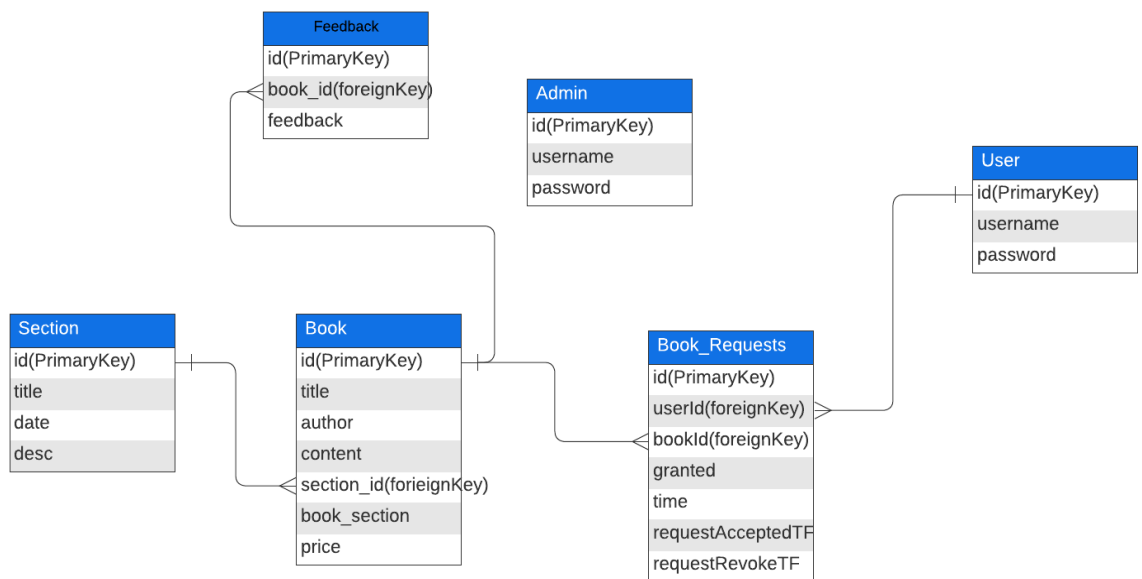 Feedback
id(PrimaryKey)
book_id(foreignKey)
feedback
Admin
id(PrimaryKey)
username
password
User
id(PrimaryKey)
username
password
Section
id(PrimaryKey)
title
date
desc
Book
id(PrimaryKey)
title
author
content
section_id(forieignKey)
book_section
price
Book_Requests
id(PrimaryKey)
userId(foreignKey)
bookId(foreignKey)
granted
time
requestAcceptedTF
requestRevokeTF